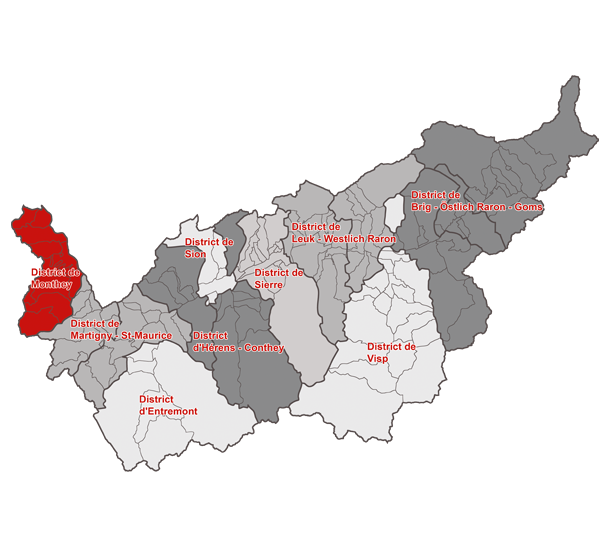 District de
Brig - Ostlich Raron - Goms
District de
Leuk - Westlich Raron
District de
Sion
District de
Sierre
District de
Monthey
District de
Martigny - St-Maurice
District
d'Hérens - Conthey
District de
Visp
District
d'Entremont